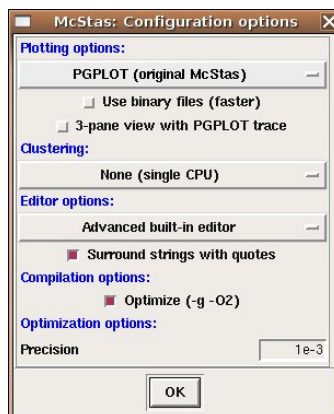 McStas: Configuration options
Plotting options:
PGPLOT (original McStas)
Use binary files (faster)
3-pane view with PGPLOT trace
Clustering:
None (single CPU)
Editor options:
Advanced built-in editor
Surround strings with quotes
Compilation options:
Optimize (-g -O2)
Optimization options:
Precision 1e-3
OK